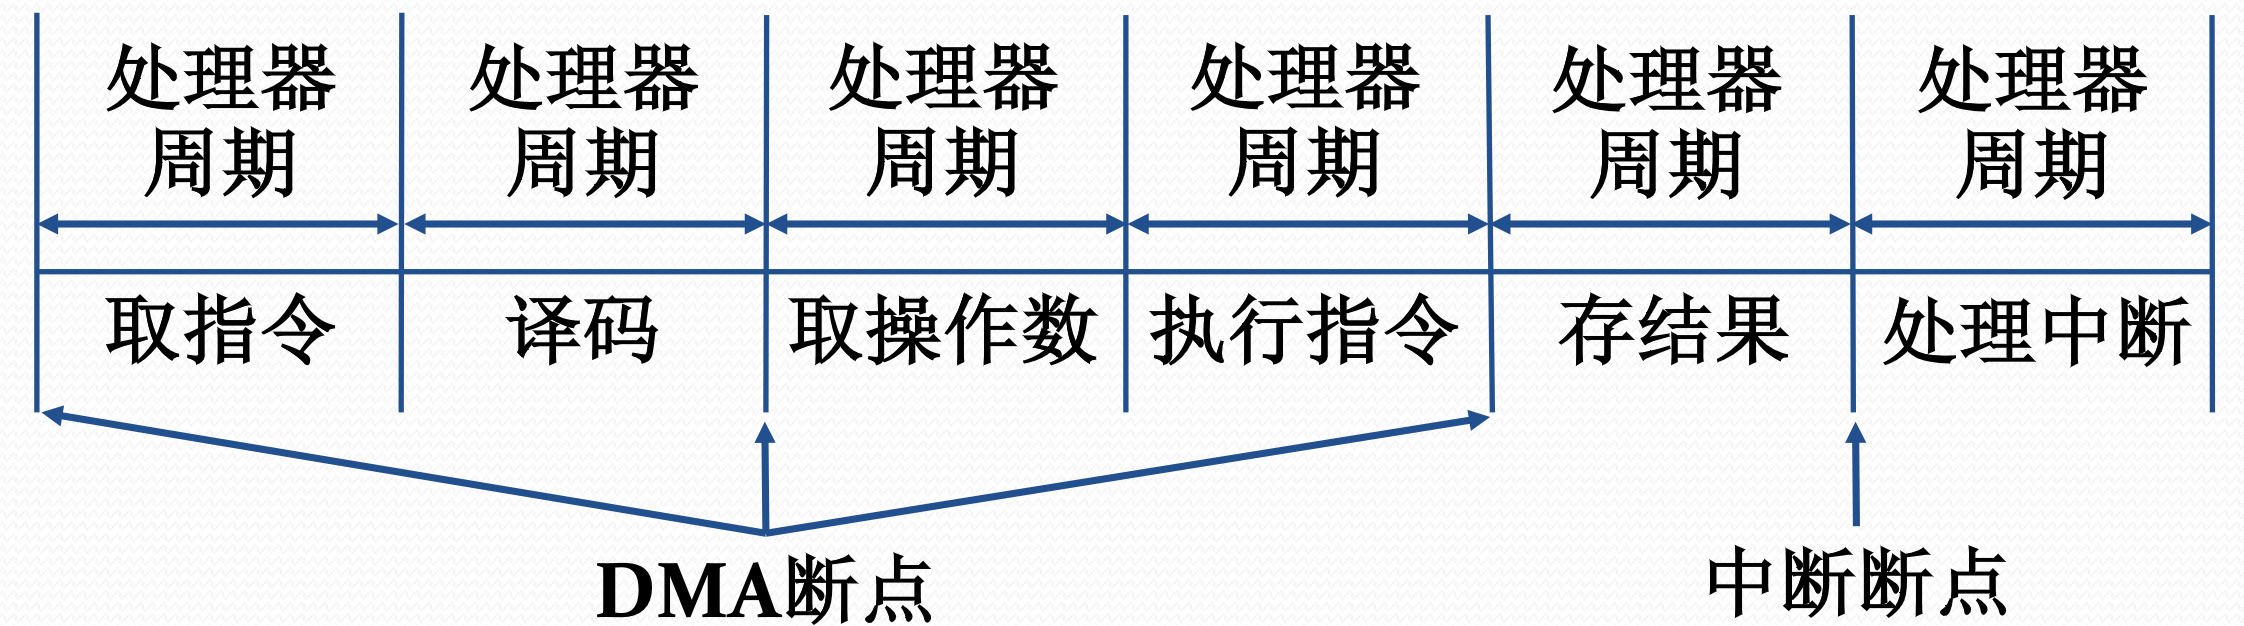 处理器 处理器 处理器 处理器 处理器 处理器
周期 周期 周期 周期 周期 周期
取指令 译码 取操作数 执行指令 存结果 处理中断
DMA断点 中断断点